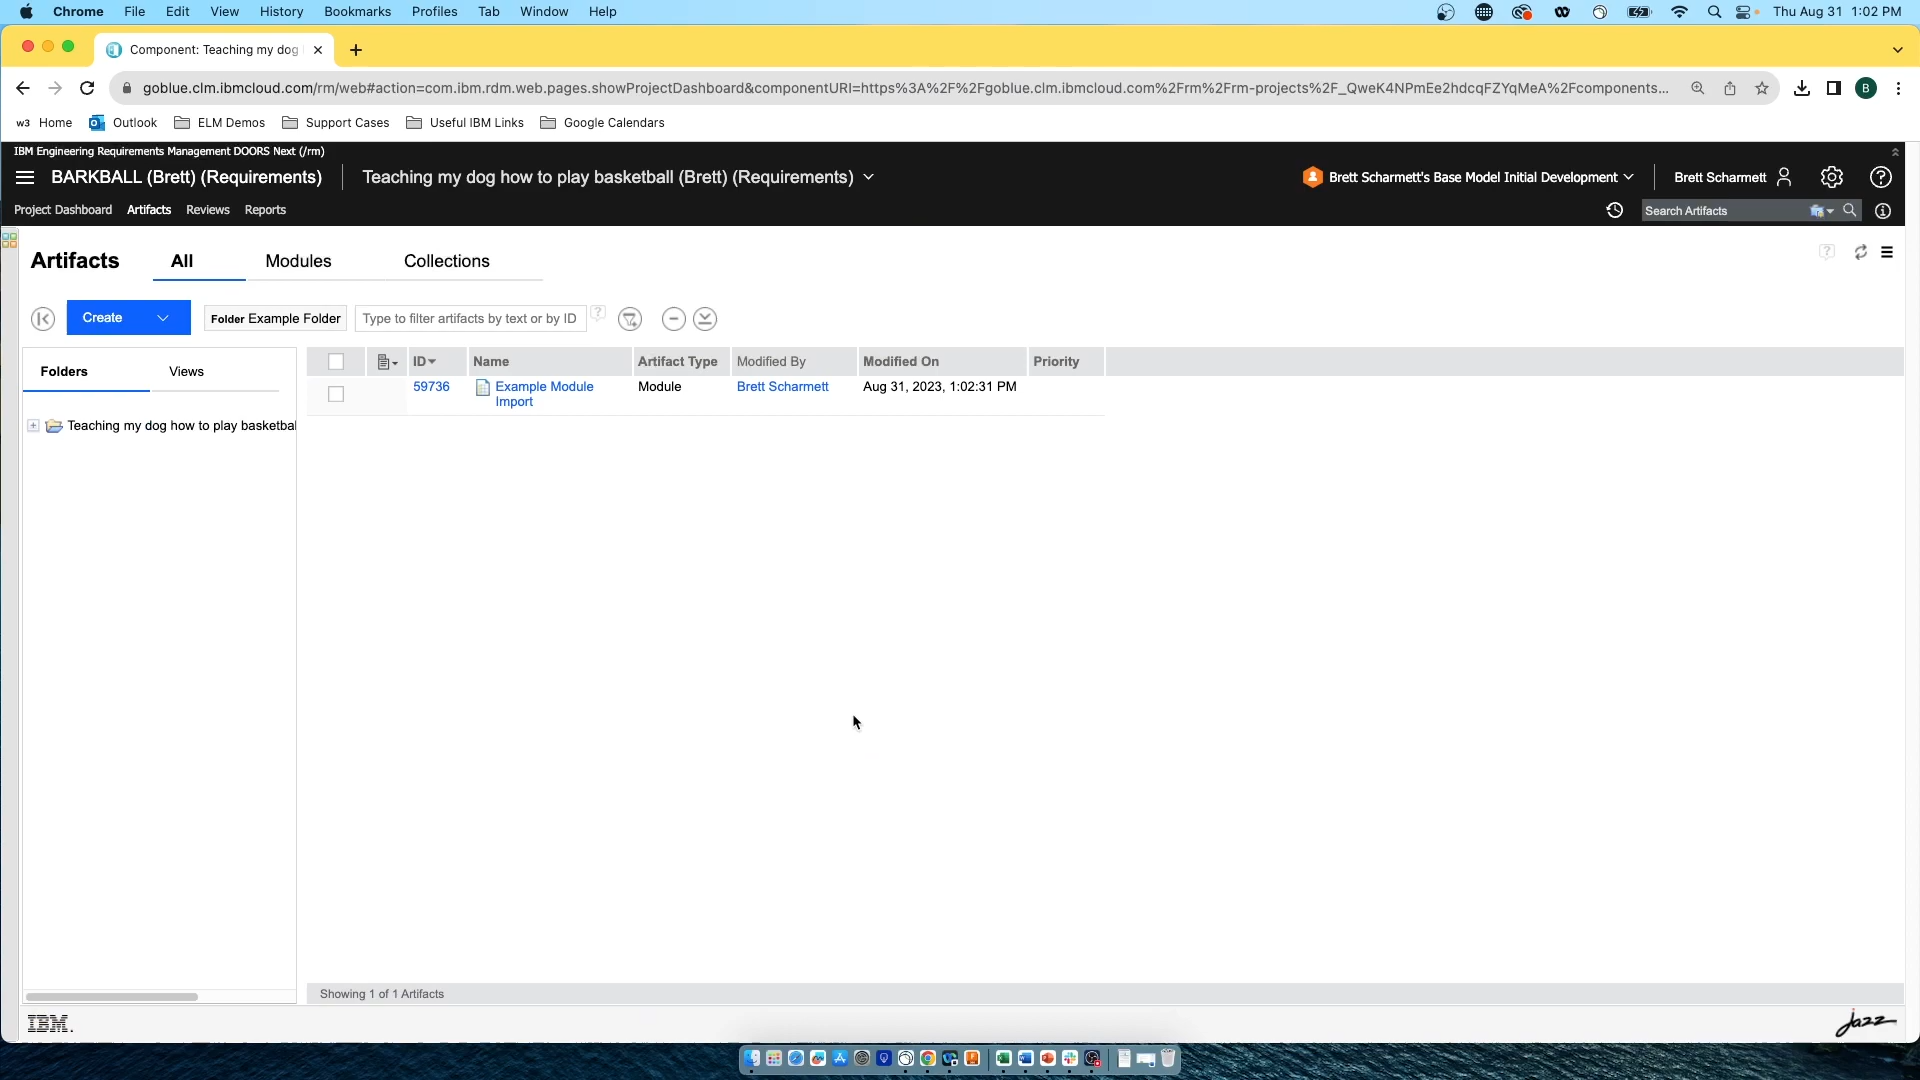 Chrome File Edit View History Bookmarks Profiles Tab Window Help Thu Aug 31 1:02 PM
Component: Teaching my dog
goblue.clm.ibmcloud.com/rm/web#action=com.ibm.rdm.web.pages.showProjectDashboard&componentURI=https%3A%2F%2Fgoblue.clm.ibmcloud.com%2Frm%2Frm-projects%2F_QweK4NPmEe2hdcqFZYqMeA%2Fcomponents... B
w3 Home Outlook ELM Demos Support Cases Useful IBM Links Google Calendars
IBM Engineering Requirements Management DOORS Next (/rm)
BARKBALL (Brett) (Requirements) Teaching my dog how to play basketball (Brett) (Requirements) Brett Scharmett's Base Model Initial Development Brett Scharmett
Project Dashboard Artifacts Reviews Reports Search Artifacts
Artifacts All Modules Collections
Create Folder Example Folder Type to filter artifacts by text or by ID
Folders Views
ID Name Artifact Type Modified By Modified On Priority
59736 Example Module Import Module Brett Scharmett Aug 31, 2023, 1:02:31 PM
Teaching my dog how to play basketbal
Showing 1 of 1 Artifacts
IBM. jazz